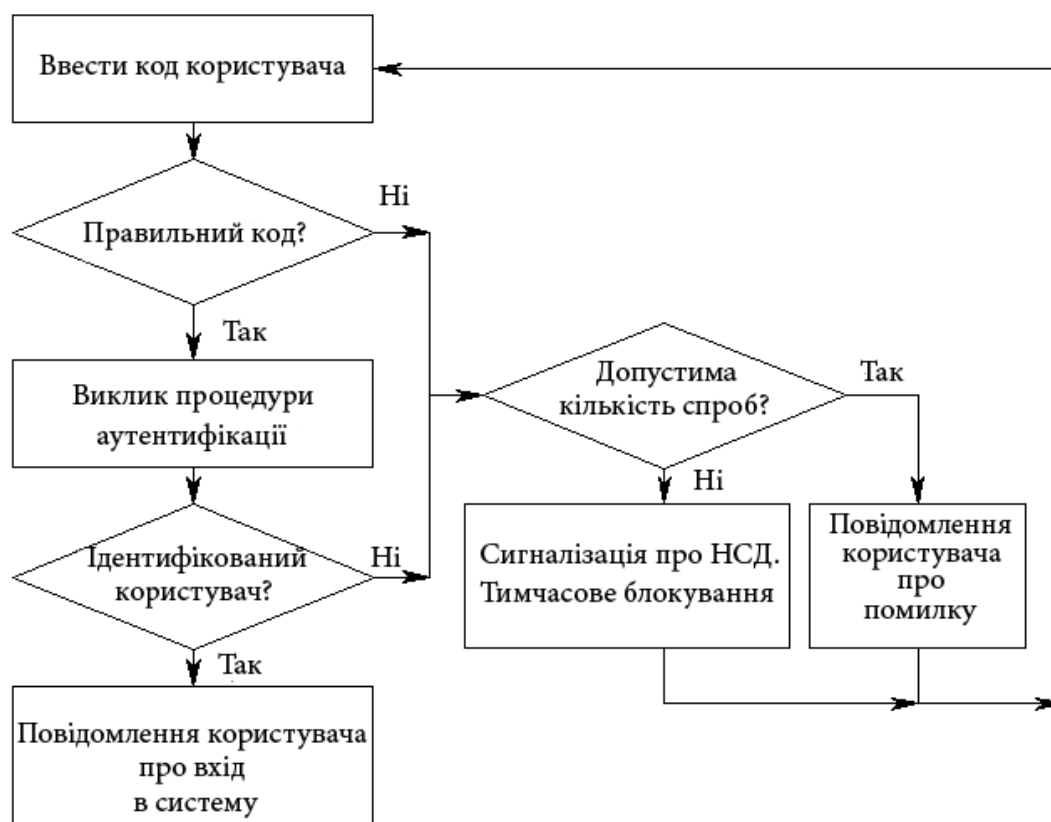 Ввести код користувача
Ні
Правильний код?
Так
Виклик процедури
аутентифікації
Ідентифікований
користувач?
Ні
Так
Повідомлення користувача
про вхід
в систему
Допустима
кількість спроб?
Так
Ні
Сигналізація про НСД.
Тимчасове блокування
Повідомлення
користувача
про
помилку